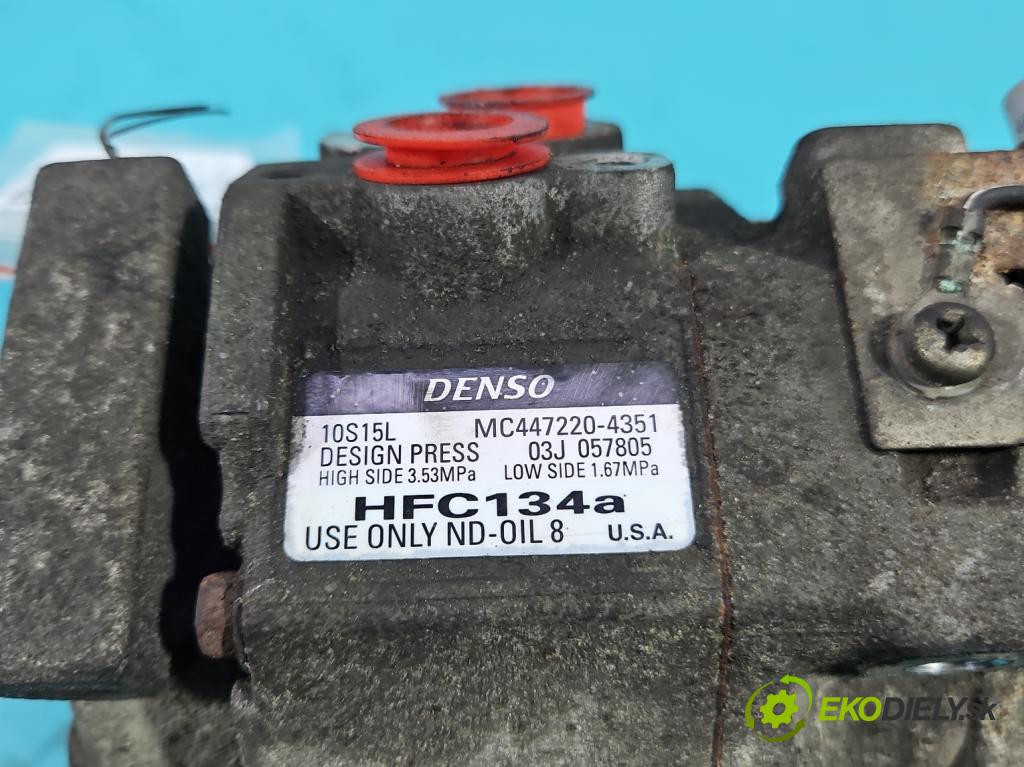 DENSO
10S15L MC447220-4351
DESIGN PRESS 03J 057805
HIGH SIDE 3.53MPa LOW SIDE 1.67MPa
HFC134a
USE ONLY ND-OIL 8 U.S.A.
EKODIELY.sk